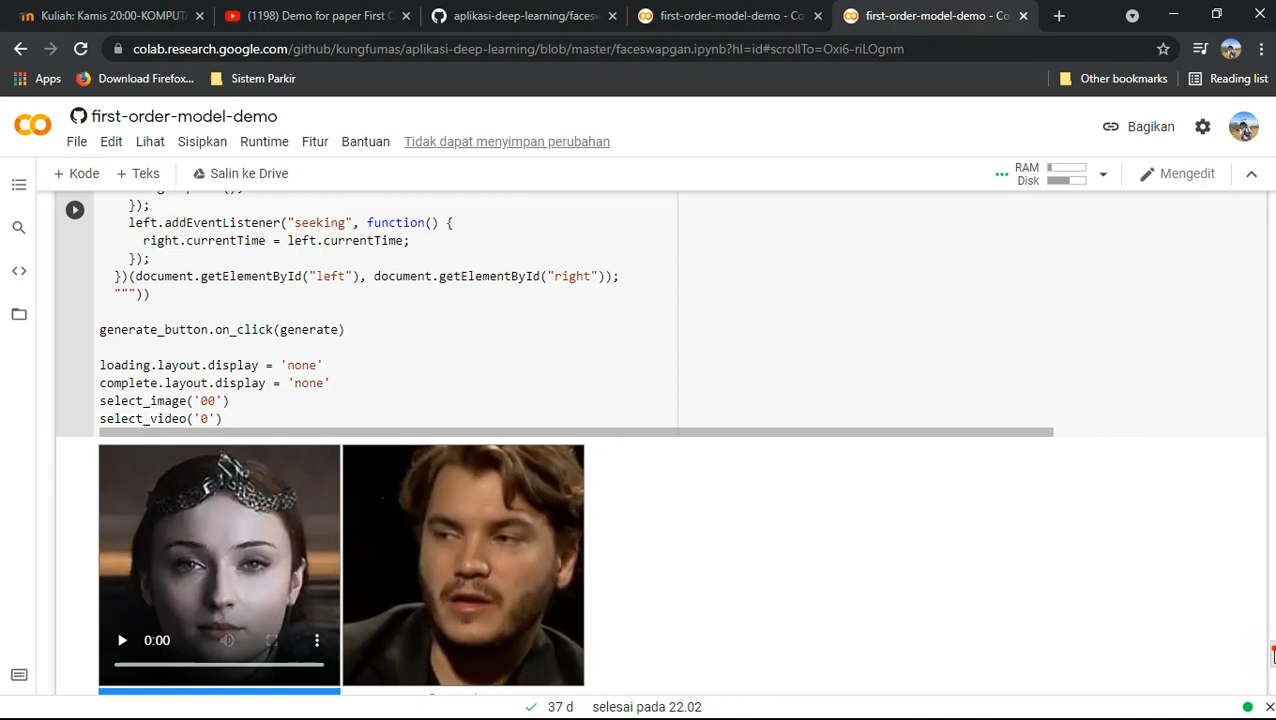 Kuliah: Kamis 20:00-KOMPUTA
(1198) Demo for paper First C
aplikasi-deep-learning/facesw
first-order-model-demo - Col
first-order-model-demo - Co
colab.research.google.com/github/kungfumas/aplikasi-deep-learning/blob/master/faceswapgan.ipynb?hl=id#scrollTo=Oxi6-riLOgnm
Apps
Download Firefox...
Sistem Parkir
Other bookmarks
Reading list
first-order-model-demo
File Edit Lihat Sisipkan Runtime Fitur Bantuan Tidak dapat menyimpan perubahan
Bagikan
+ Kode + Teks Salin ke Drive
RAM
Disk
Mengedit
});
left.addEventListener("seeking", function() {
right.currentTime = left.currentTime;
});
})(document.getElementById("left"), document.getElementById("right"));
"""))
generate_button.on_click(generate)
loading.layout.display = 'none'
complete.layout.display = 'none'
select_image('00')
select_video('0')
0:00
37 d selesai pada 22.02